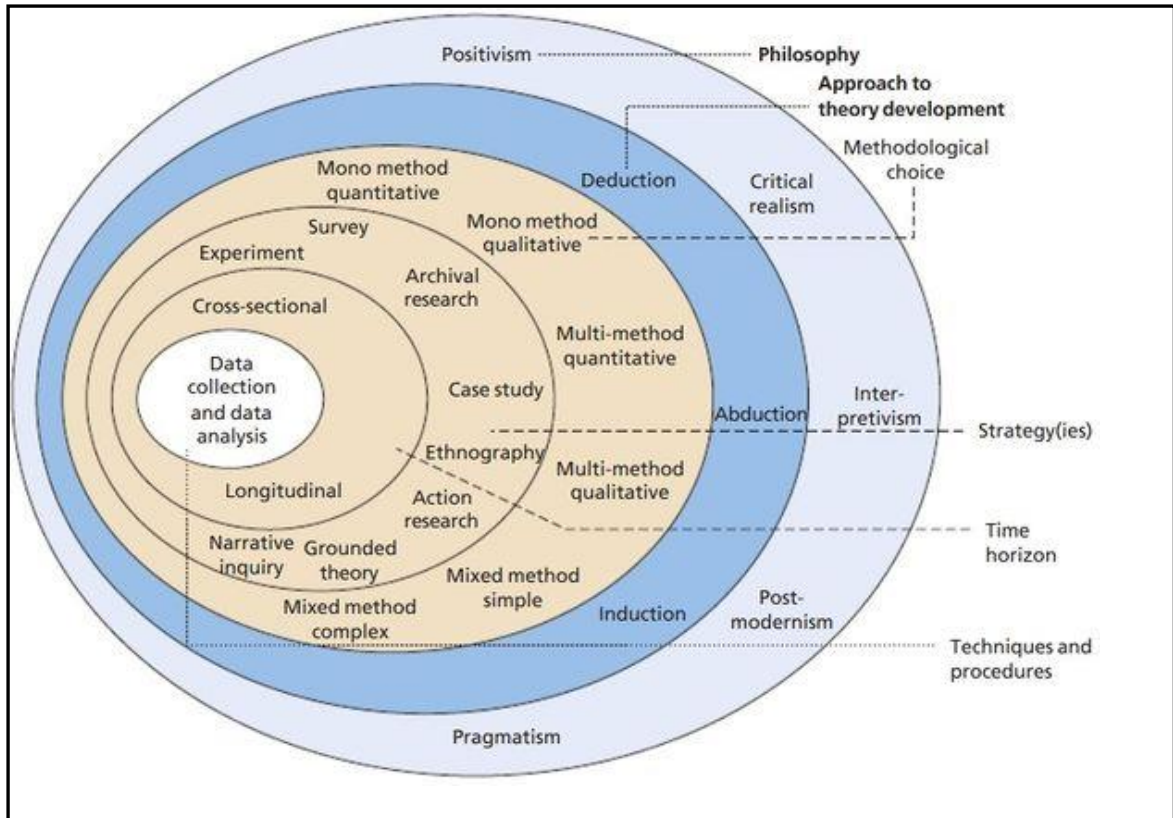 Positivism
Philosophy
Approach to
theory development
Methodological
choice
Mono method
quantitative
Deduction
Critical
realism
Survey
Mono method
qualitative
Experiment
Archival
research
Cross-sectional
Multi-method
quantitative
Data
collection
and data
analysis
Case study
Abduction
Inter-
pretivism
Strategy(ies)
Ethnography
Multi-method
qualitative
Longitudinal
Action
research
Time
horizon
Narrative
inquiry
Grounded
theory
Mixed method
simple
Mixed method
complex
Induction
Post-
modernism
Techniques and
procedures
Pragmatism